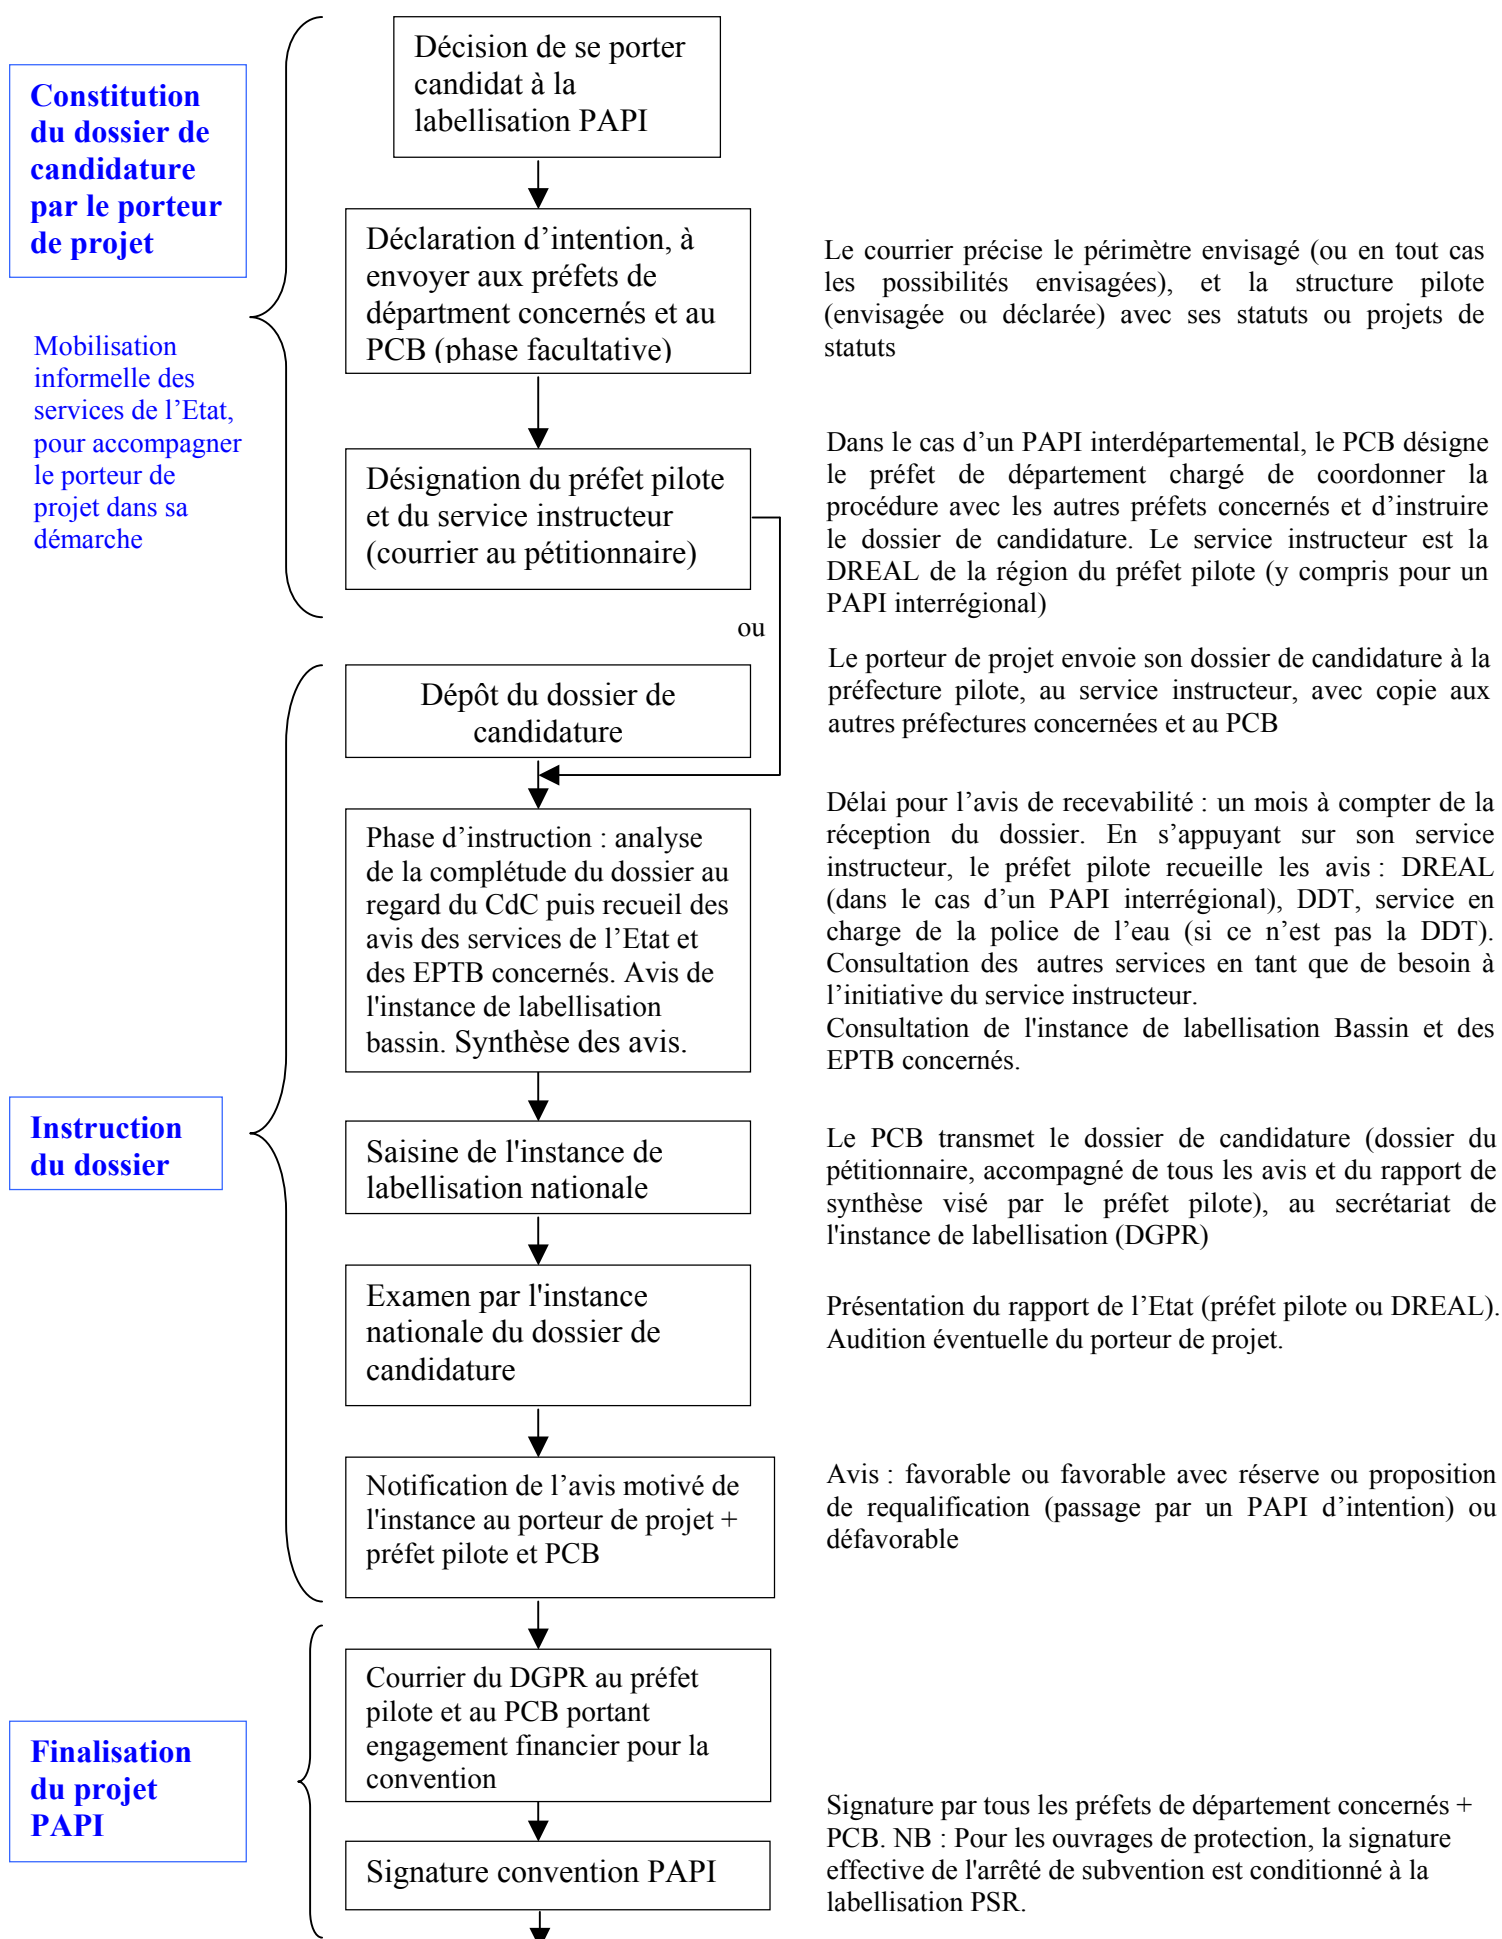 Constitution
du dossier de
candidature
par le porteur
de projet
Mobilisation
informelle des
services de l’Etat,
pour accompagner
le porteur de
projet dans sa
démarche
Décision de se porter
candidat à la
labellisation PAPI
Déclaration d’intention, à
envoyer aux préfets de
départment concernés et au
PCB (phase facultative)
Le courrier précise le périmètre envisagé (ou en tout cas
les possibilités envisagées), et la structure pilote
(envisagée ou déclarée) avec ses statuts ou projets de
statuts
Désignation du préfet pilote
et du service instructeur
(courrier au pétitionnaire)
Dans le cas d’un PAPI interdépartemental, le PCB désigne
le préfet de département chargé de coordonner la
procédure avec les autres préfets concernés et d’instruire
le dossier de candidature. Le service instructeur est la
DREAL de la région du préfet pilote (y compris pour un
PAPI interrégional)
ou
Dépôt du dossier de
candidature
Le porteur de projet envoie son dossier de candidature à la
préfecture pilote, au service instructeur, avec copie aux
autres préfectures concernées et au PCB
Instruction
du dossier
Phase d’instruction : analyse
de la complétude du dossier au
regard du CdC puis recueil des
avis des services de l’Etat et
des EPTB concernés. Avis de
l'instance de labellisation
bassin. Synthèse des avis.
Délai pour l’avis de recevabilité : un mois à compter de la
réception du dossier. En s’appuyant sur son service
instructeur, le préfet pilote recueille les avis : DREAL
(dans le cas d’un PAPI interrégional), DDT, service en
charge de la police de l’eau (si ce n’est pas la DDT).
Consultation des autres services en tant que de besoin à
l’initiative du service instructeur.
Consultation de l'instance de labellisation Bassin et des
EPTB concernés.
Saisine de l'instance de
labellisation nationale
Le PCB transmet le dossier de candidature (dossier du
pétitionnaire, accompagné de tous les avis et du rapport de
synthèse visé par le préfet pilote), au secrétariat de
l'instance de labellisation (DGPR)
Examen par l'instance
nationale du dossier de
candidature
Présentation du rapport de l’Etat (préfet pilote ou DREAL).
Audition éventuelle du porteur de projet.
Notification de l’avis motivé de
l'instance au porteur de projet +
préfet pilote et PCB
Avis : favorable ou favorable avec réserve ou proposition
de requalification (passage par un PAPI d’intention) ou
défavorable
Finalisation
du projet
PAPI
Courrier du DGPR au préfet
pilote et au PCB portant
engagement financier pour la
convention
Signature convention PAPI
Signature par tous les préfets de département concernés +
PCB. NB : Pour les ouvrages de protection, la signature
effective de l'arrêté de subvention est conditionné à la
labellisation PSR.